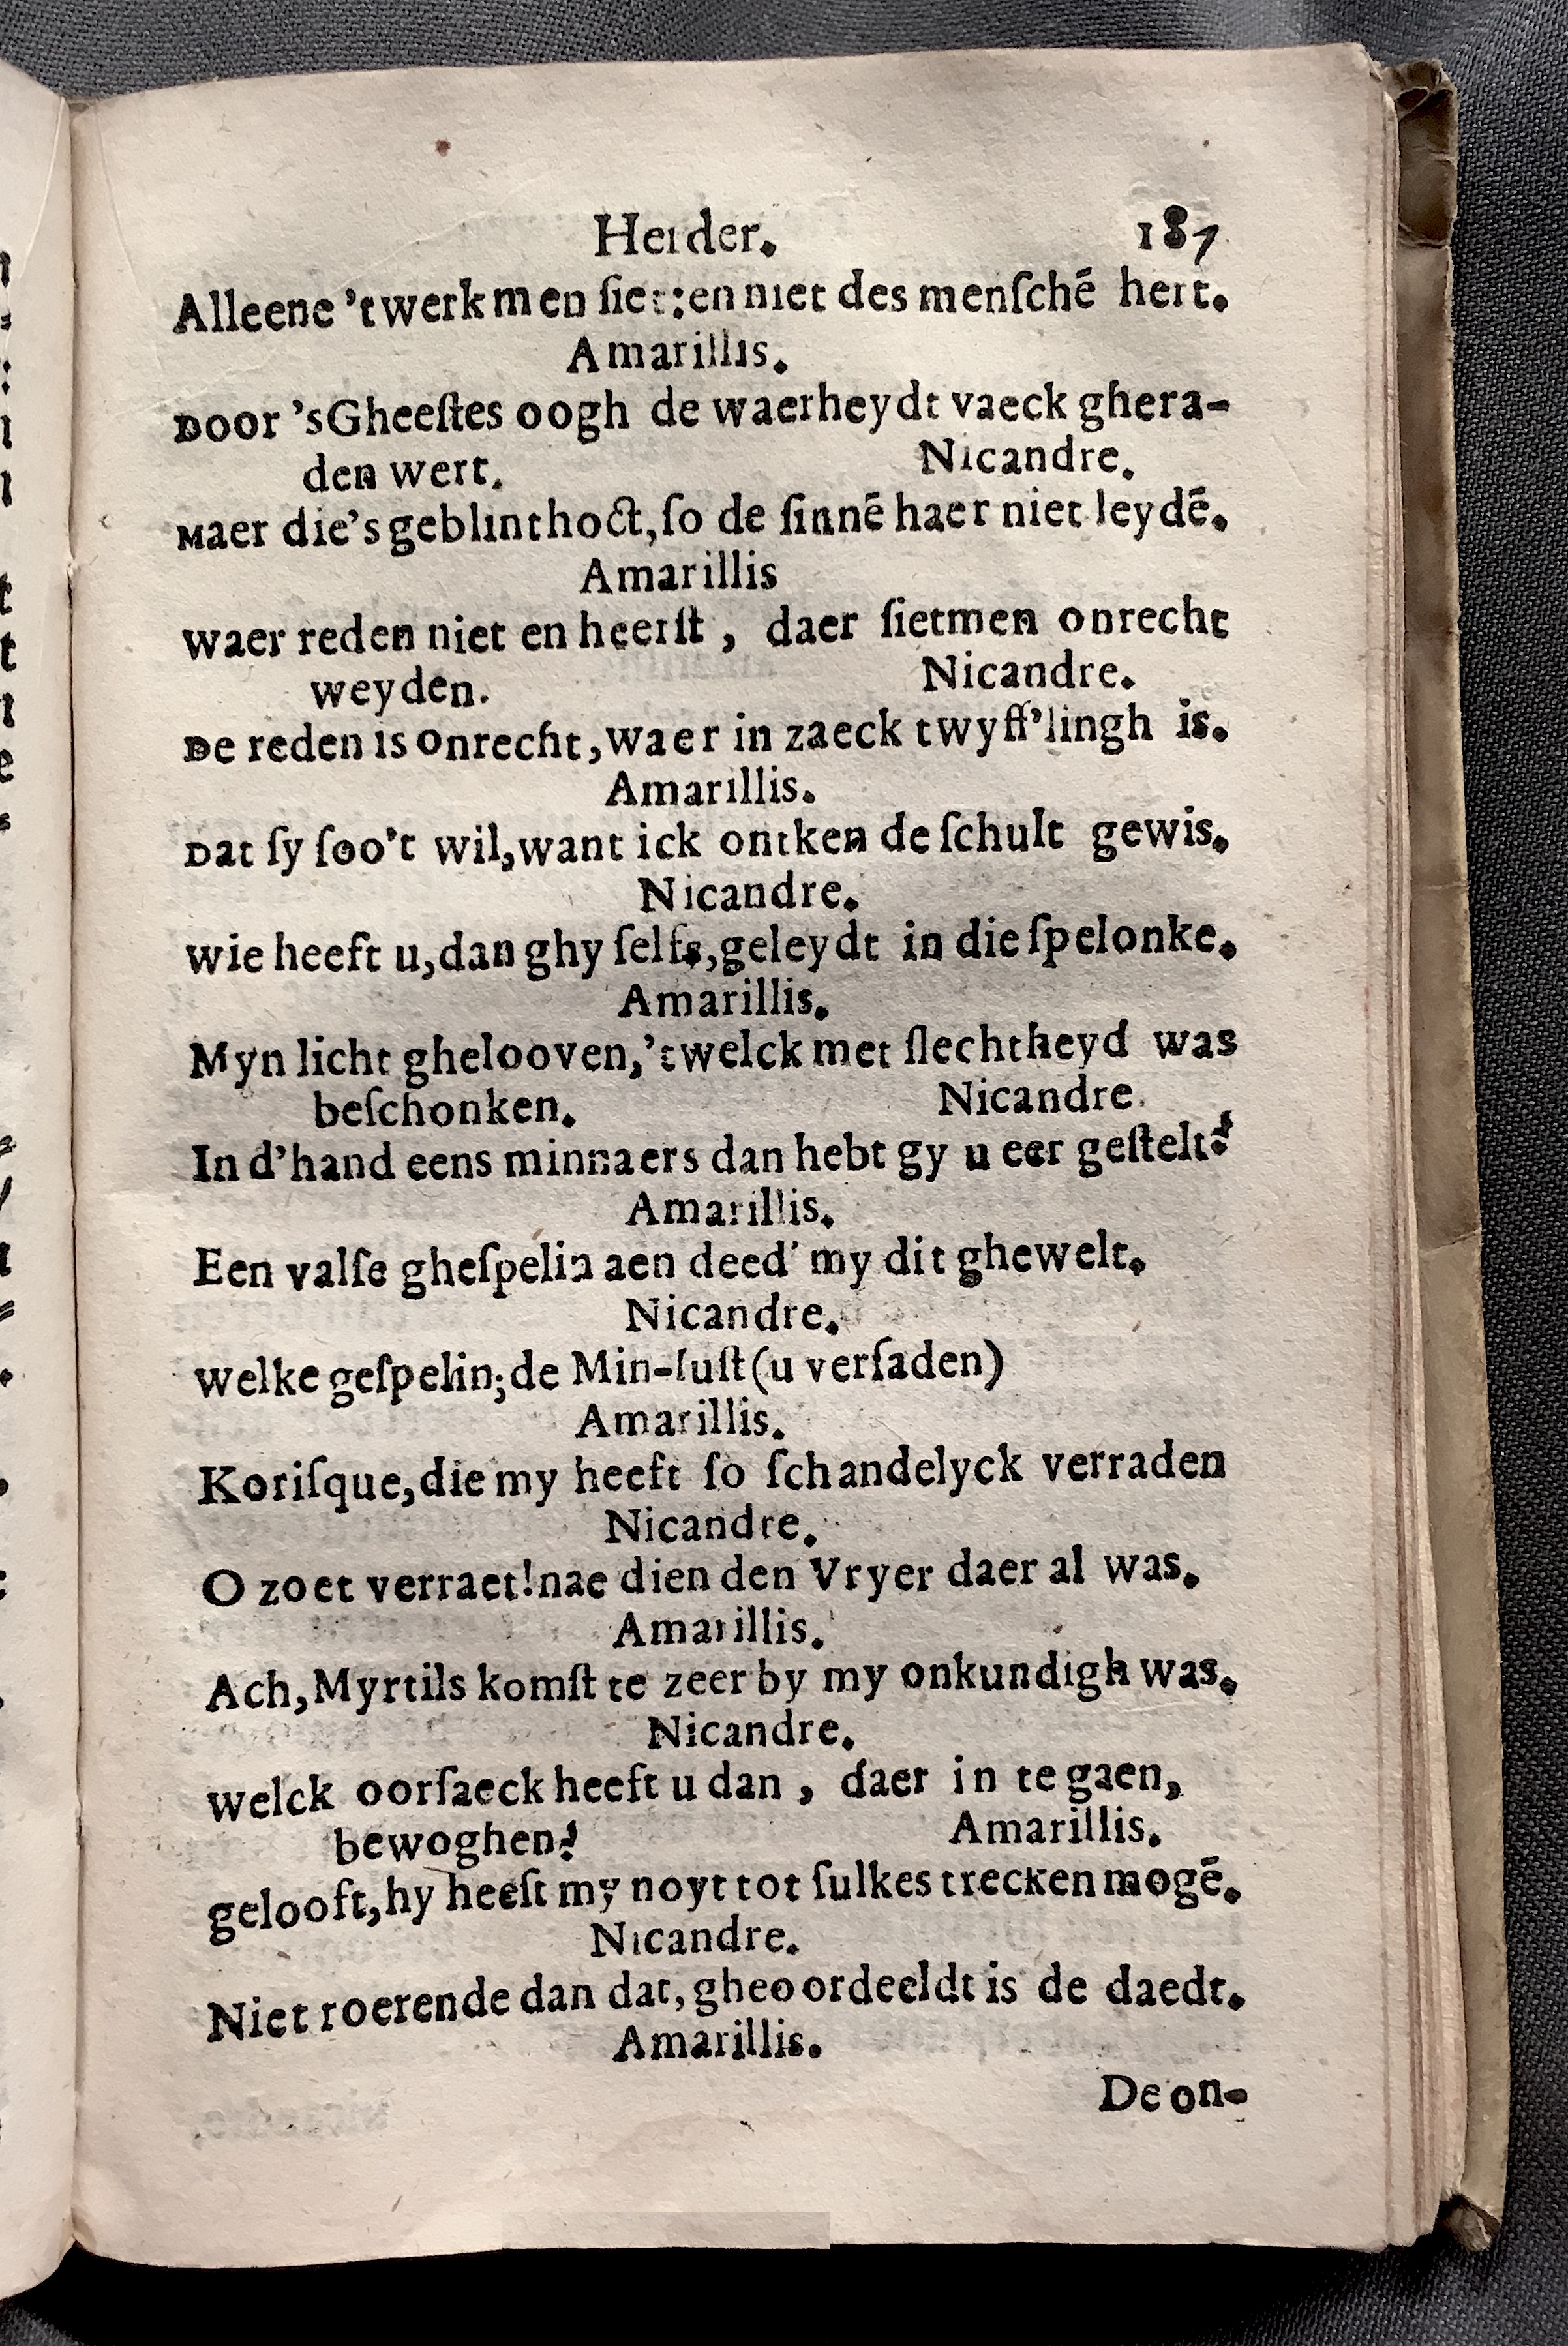 Herder. 187
Alleene 't werk men siet: en niet des menschē hert.
Amarillis.
Door 'sGheeſtes oogh de waerheydt vaeck ghera-
den wert. Nicandre.
Maer die's geblint hoct, ſo de ſinnē haer niet leydē.
Amarillis
Waer reden niet en heerſt, daer ſietmen onrecht
weyden. Nicandre.
De reden is onrecht, waer in zaeck twyff'lingh is.
Amarillis.
Dat ſy ſoo't wil, want ick ontken de ſchult gewis.
Nicandre.
Wie heeft u, dan ghy ſelfs, geleydt in die ſpelonke.
Amarillis.
Myn licht ghelooven, 't welck met ſlechtheyd was
beſchonken. Nicandre.
In d'hand eens minnaers dan hebt gy u eer geſtelt?
Amarillis.
Een valſe gheſpelin aen deed' my dit ghewelt.
Nicandre.
Welke geſpelin; de Min-luſt (u verſaden)
Amarillis.
Koriſque, die my heeft ſo ſchandelyck verraden
Nicandre.
O zoet verraet! nae dien den Vryer daer al was.
Amarillis.
Ach, Myrtils komſt te zeer by my onkundigh was.
Nicandre.
Welck oorſaeck heeft u dan, daer in te gaen,
bewoghen? Amarillis.
gelooft, hy heeft my noyt tot ſulkes trecken mogē.
Nicandre.
Niet roerende dan dat, gheoordeeldt is de daedt.
Amarillis.
De on-